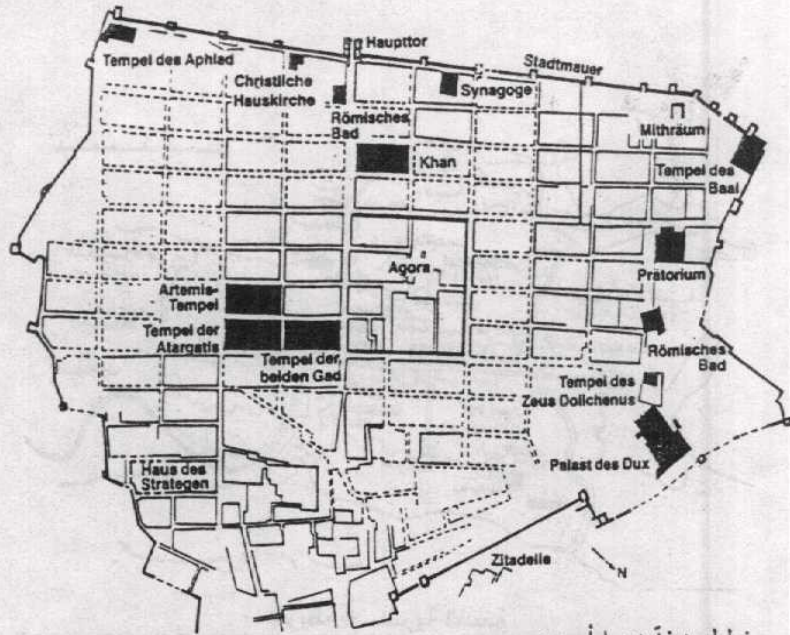 Haupttor
Tempel des Aphlad
Stadtmauer
Christliche
Hauskirche
Synagoge
Römisches
Bad
Mithräum
Khan
Tempel des
Baal
Agora
Prätorium
Artemis-
Tempel
Tempel der
Atargatis
Tempel der
beiden Gad
Römisches
Bad
Tempel des
Zeus Dolichenus
Haus des
Strategen
Palast des Dux
Zitadelle
N